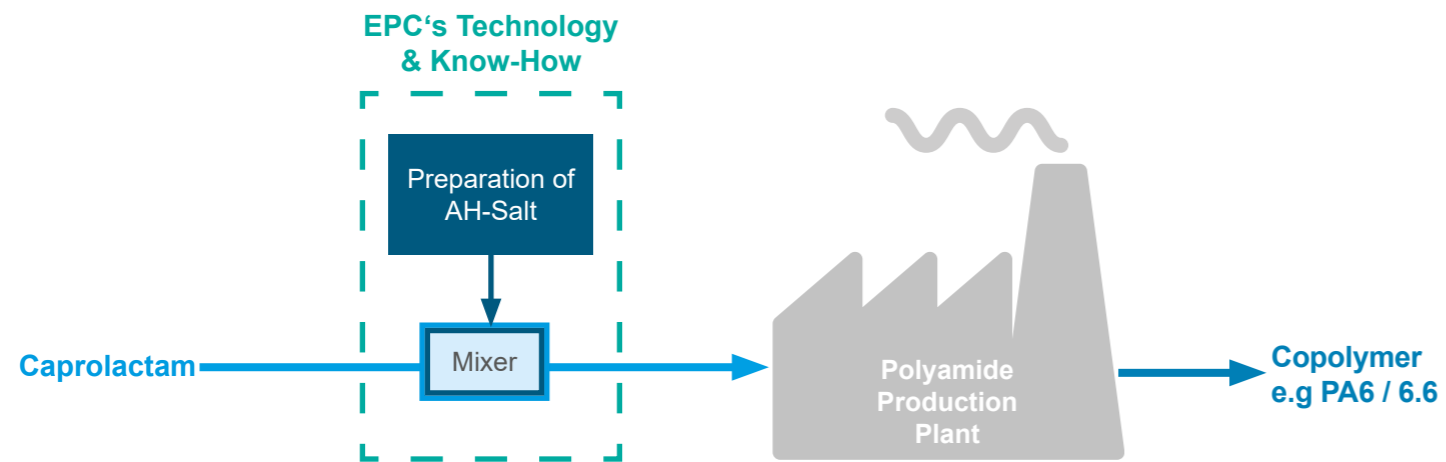 EPC‘s Technology
& Know-How
Preparation of
AH-Salt
Caprolactam
Mixer
Polyamide
Production
Plant
Copolymer
e.g PA6 / 6.6